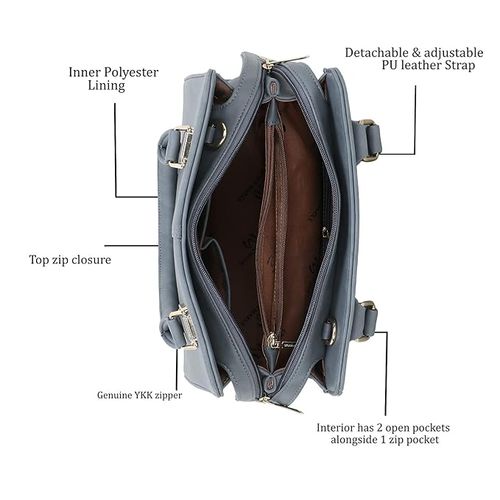 Inner Polyester
Lining
Detachable & adjustable
PU leather Strap
Top zip closure
Genuine YKK zipper
Interior has 2 open pockets
alongside 1 zip pocket